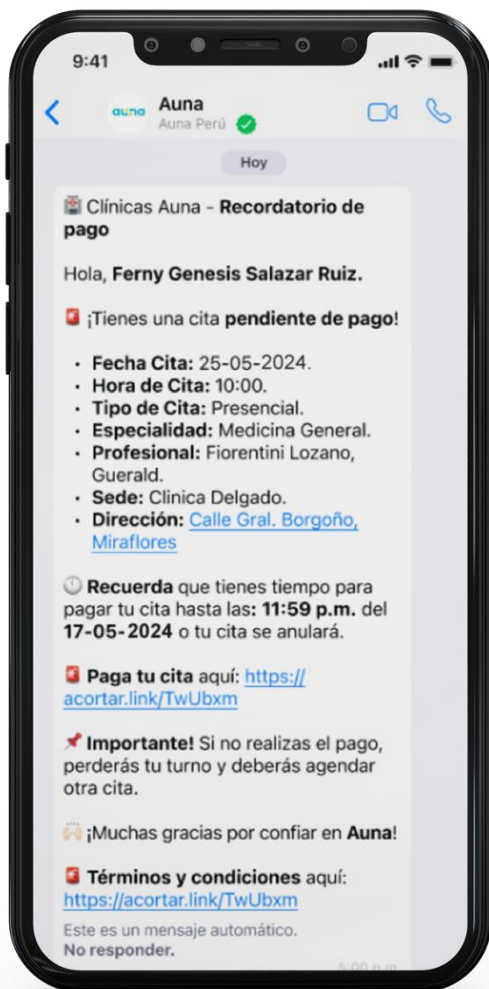 9:41
auna
Auna
Auna Perú
Hoy
Clínicas Auna - Recordatorio de
pago
Hola, Ferny Genesis Salazar Ruiz.
¡Tienes una cita pendiente de pago!
• Fecha Cita: 25-05-2024.
• Hora de Cita: 10:00.
• Tipo de Cita: Presencial.
• Especialidad: Medicina General.
• Profesional: Fiorentini Lozano,
Guerald.
• Sede: Clinica Delgado.
• Dirección: Calle Gral. Borgoño,
Miraflores
Recuerda que tienes tiempo para
pagar tu cita hasta las: 11:59 p.m. del
17-05-2024 o tu cita se anulará.
Paga tu cita aquí: https://
acortar.link/TwUbxm
Importante! Si no realizas el pago,
perderás tu turno y deberás agendar
otra cita.
¡Muchas gracias por confiar en Auna!
Términos y condiciones aquí:
https://acortar.link/TwUbxm
Este es un mensaje automático.
No responder.
5:00 p.m.